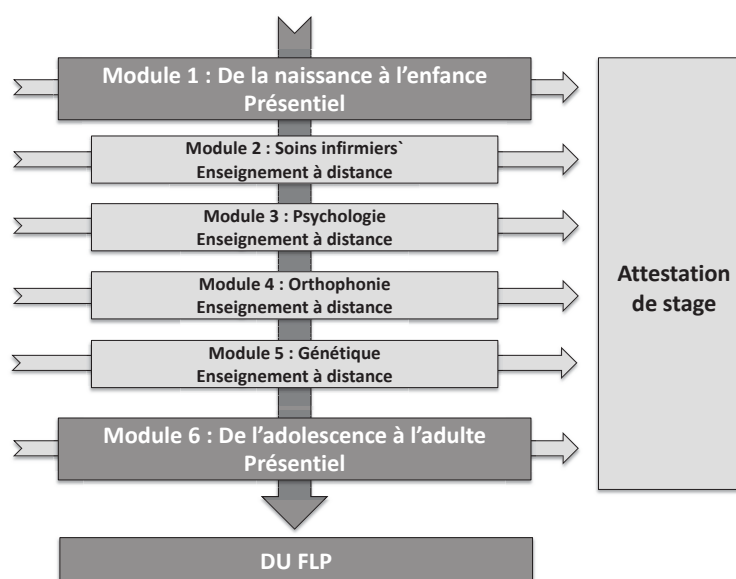 Module 1 : De la naissance à l’enfance
Présentiel
Module 2 : Soins infirmiers`
Enseignement à distance
Module 3 : Psychologie
Enseignement à distance
Module 4 : Orthophonie
Enseignement à distance
Module 5 : Génétique
Enseignement à distance
Module 6 : De l’adolescence à l’adulte
Présentiel
Attestation
de stage
DU FLP